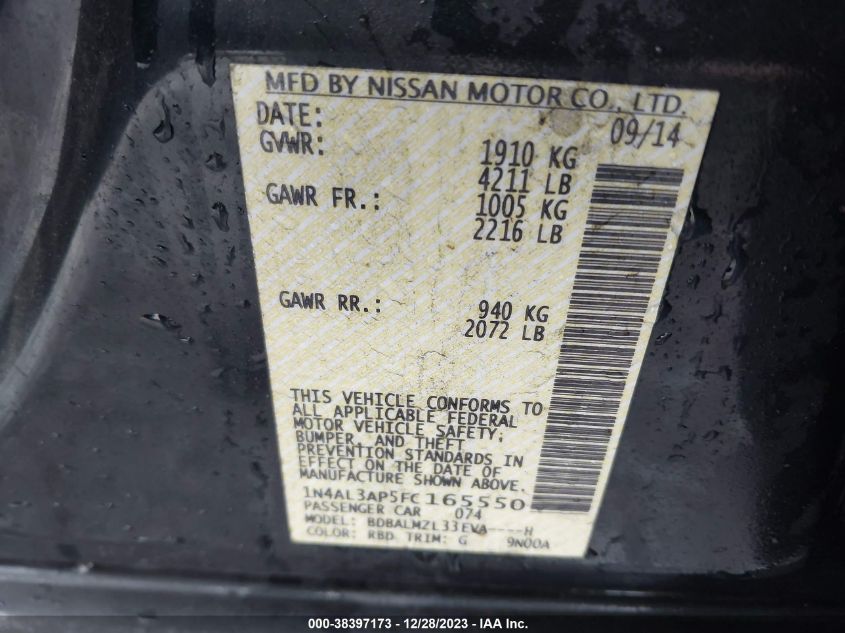 MFD BY NISSAN MOTOR CO., LTD.
DATE: 09/14
GVWR: 1910 KG
4211 LB
GAWR FR.: 1005 KG
2216 LB
GAWR RR.: 940 KG
2072 LB
THIS VEHICLE CONFORMS TO
ALL APPLICABLE FEDERAL
MOTOR VEHICLE SAFETY,
BUMPER, AND THEFT
PREVENTION STANDARDS IN
EFFECT ON THE DATE OF
MANUFACTURE SHOWN ABOVE.
1N4AL3AP5FC165550
PASSENGER CAR 074
MODEL: BDBALMZL33EVA----H
COLOR: RBD TRIM: G 9N00A
000-38397173 - 12/28/2023 - IAA Inc.